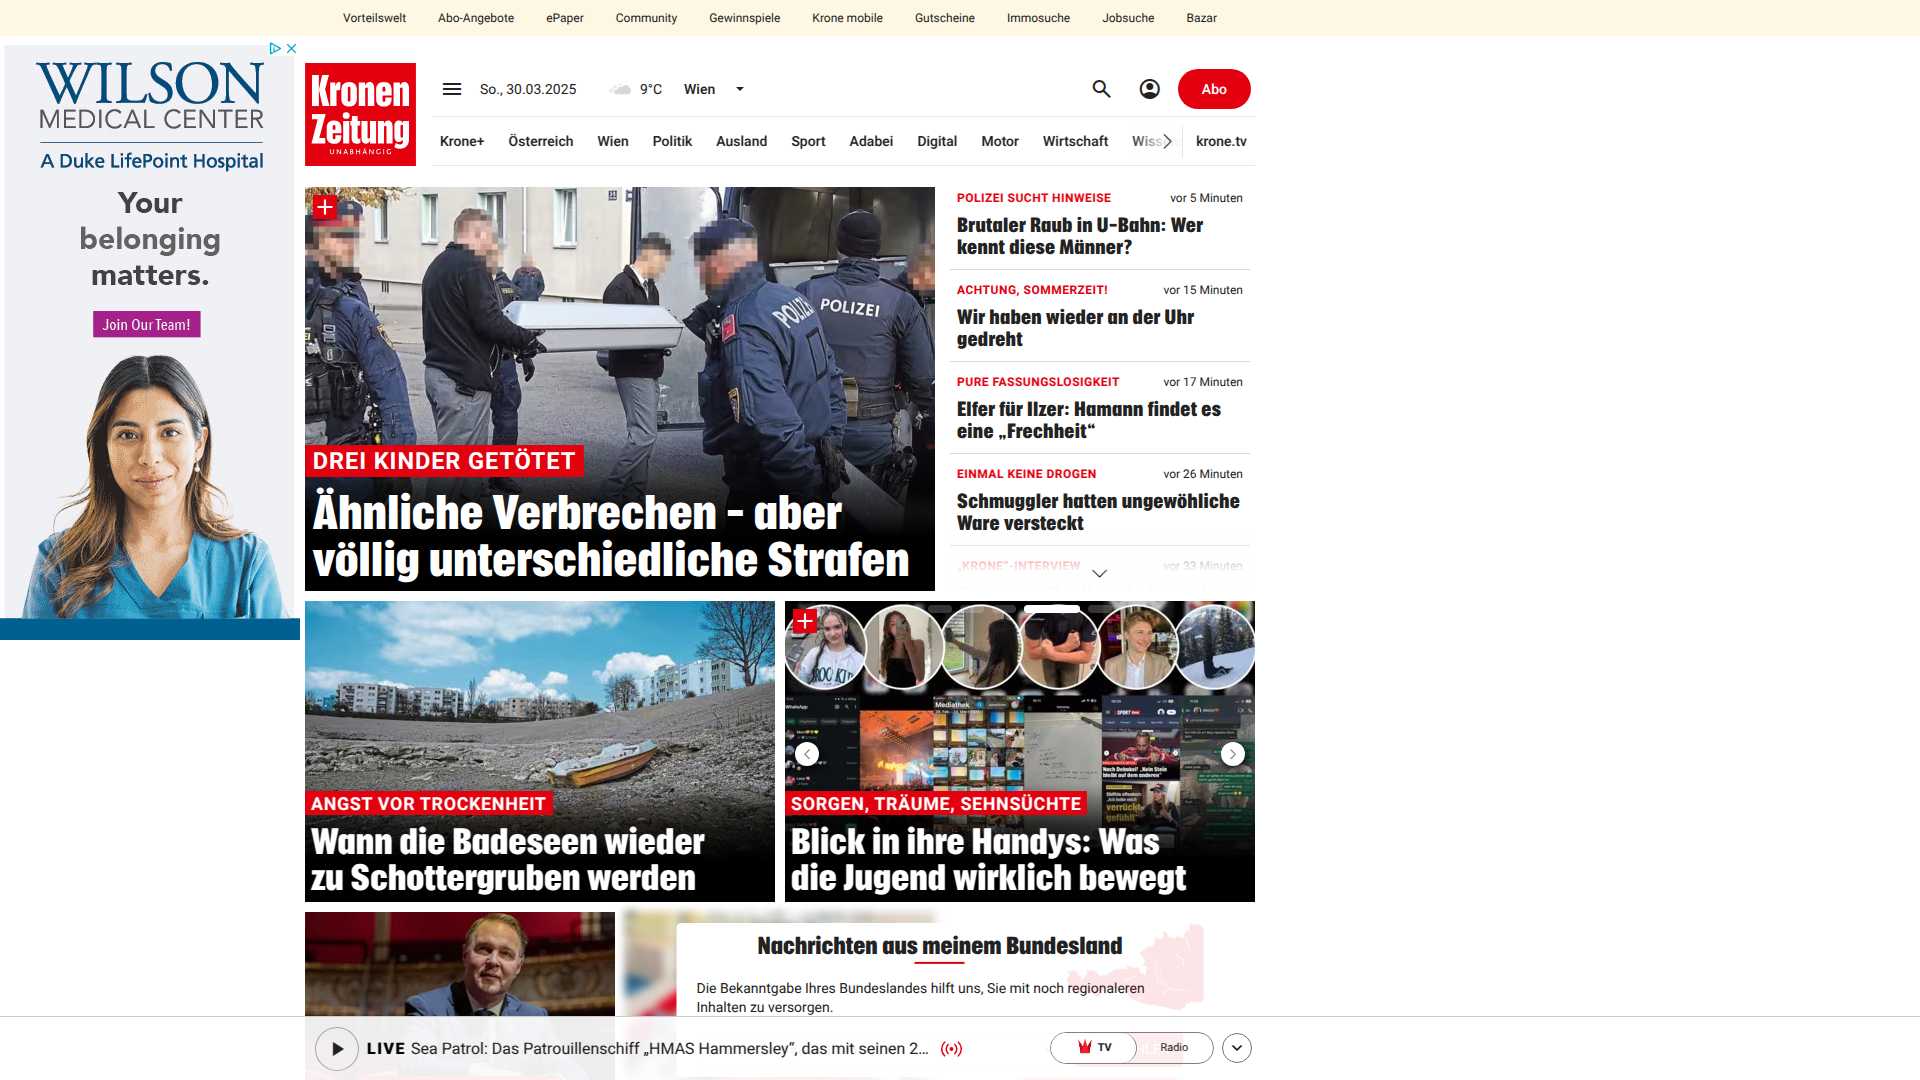 Vorteilswelt
Abo-Angebote
ePaper
Community
Gewinnspiele
Krone mobile
Gutscheine
Immosuche
Jobsuche
Bazar
WILSON
MEDICAL CENTER
A Duke LifePoint Hospital
Your
belonging
matters.
Join Our Team!
Kronen
Zeitung
UNABHÄNGIG
So., 30.03.2025
9°C
Wien
Abo
Krone+
Österreich
Wien
Politik
Ausland
Sport
Adabei
Digital
Motor
Wirtschaft
krone.tv
POLIZEI
POLIZEI
DREI KINDER GETÖTET
Ähnliche Verbrechen – aber
völlig unterschiedliche Strafen
POLIZEI SUCHT HINWEISE
vor 5 Minuten
Brutaler Raub in U-Bahn: Wer
kennt diese Männer?
ACHTUNG, SOMMERZEIT!
vor 15 Minuten
Wir haben wieder an der Uhr
gedreht
PURE FASSUNGSLOSIGKEIT
vor 17 Minuten
Elfer für Ilzer: Hamann findet es
eine „Frechheit“
EINMAL KEINE DROGEN
vor 26 Minuten
Schmuggler hatten ungewöhliche
Ware versteckt
„KRONE“-INTERVIEW
vor 33 Minuten
ANGST VOR TROCKENHEIT
Wann die Badeseen wieder
zu Schottergruben werden
WhatsApp
Mediathek
SORGEN, TRÄUME, SEHNSÜCHTE
Blick in ihre Handys: Was
die Jugend wirklich bewegt
Nachrichten aus meinem Bundesland
Die Bekanntgabe Ihres Bundeslandes hilft uns, Sie mit noch regionaleren
Inhalten zu versorgen.
LIVE Sea Patrol: Das Patrouillenschiff „HMAS Hammersley“, das mit seinen 2...
TV
Radio